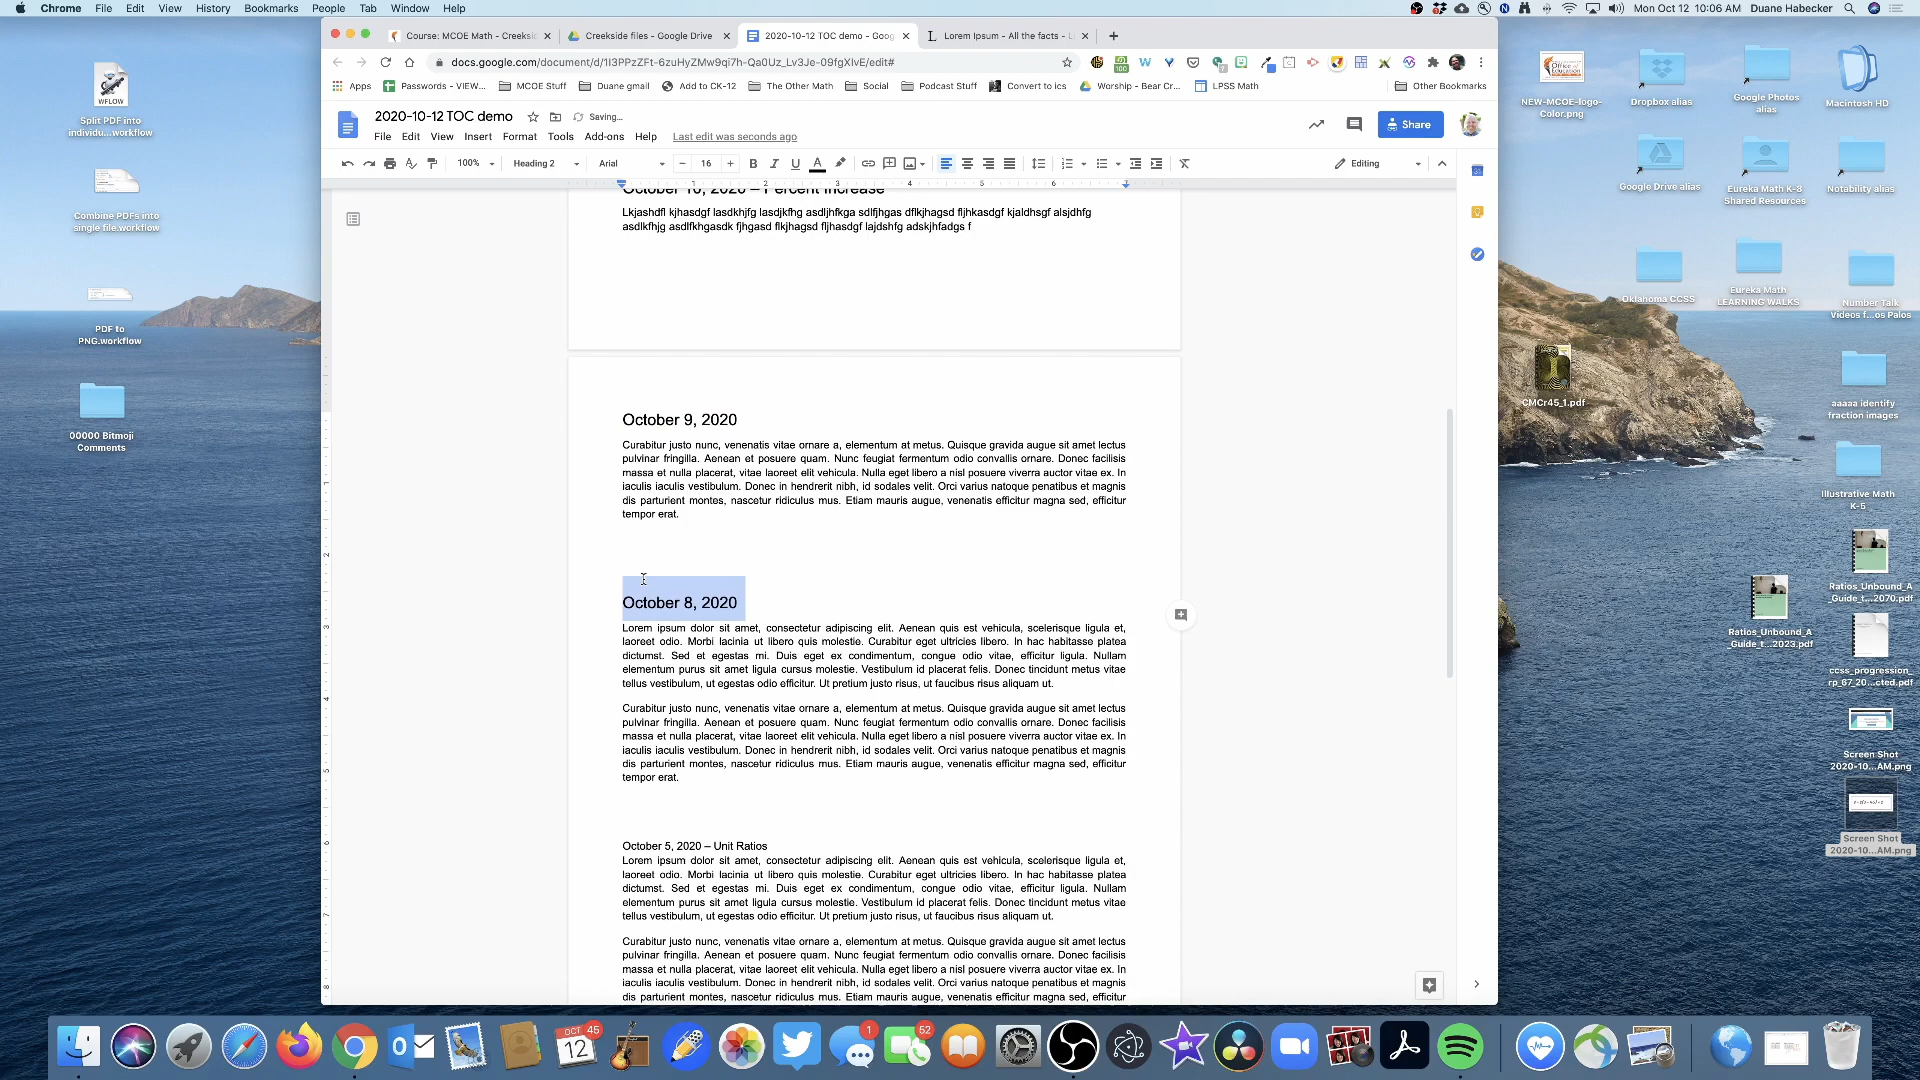 Chrome File Edit View History Bookmarks People Tab Window Help
Mon Oct 12 10:06 AM Duane Habecker
Course: MCOE Math - Creeksi
Creekside files - Google Drive
2020-10-12 TOC demo - Goog
Lorem Ipsum - All the facts - L
docs.google.com/document/d/1I3PPzZFt-6zuHyZMw9qi7h-Qa0Uz_Lv3Je-09fgXIvE/edit#
Apps Passwords - VIEW... MCOE Stuff Duane gmail Add to CK-12 The Other Math Social Podcast Stuff Convert to ics Worship - Bear Cr... LPSS Math Other Bookmarks
2020-10-12 TOC demo Saving...
Share
File Edit View Insert Format Tools Add-ons Help Last edit was seconds ago
100% Heading 2 Arial 16 B I U A Editing
1 2 3 4 5 6
October 10, 2020 – Percent Increase
Lkjashdfl kjhasdgf lasdkhjfg lasdjkfhg asdljhfkga sdlfjhgas dflkjhagsd fljhkasdgf kjaldhsgf alsjdhfg
asdlkfhjg asdlfkhgasdk fjhgasd flkjhagsd fljhasdgf lajdshfg adskjhfadgs f
October 9, 2020
Curabitur justo nunc, venenatis vitae ornare a, elementum at metus. Quisque gravida augue sit amet lectus
pulvinar fringilla. Aenean et posuere quam. Nunc feugiat fermentum odio convallis ornare. Donec facilisis
massa et nulla placerat, vitae laoreet elit vehicula. Nulla eget libero a nisl posuere viverra auctor vitae ex. In
iaculis iaculis vestibulum. Donec in hendrerit nibh, id sodales velit. Orci varius natoque penatibus et magnis
dis parturient montes, nascetur ridiculus mus. Etiam mauris augue, venenatis efficitur magna sed, efficitur
tempor erat.
October 8, 2020
Lorem ipsum dolor sit amet, consectetur adipiscing elit. Aenean quis est vehicula, scelerisque ligula et,
laoreet odio. Morbi lacinia ut libero quis molestie. Curabitur eget ultricies libero. In hac habitasse platea
dictumst. Sed et egestas mi. Duis eget ex condimentum, congue odio vitae, efficitur ligula. Nullam
elementum purus sit amet ligula cursus molestie. Vestibulum id placerat felis. Donec tincidunt metus vitae
tellus vestibulum, ut egestas odio efficitur. Ut pretium justo risus, ut faucibus risus aliquam ut.
Curabitur justo nunc, venenatis vitae ornare a, elementum at metus. Quisque gravida augue sit amet lectus
pulvinar fringilla. Aenean et posuere quam. Nunc feugiat fermentum odio convallis ornare. Donec facilisis
massa et nulla placerat, vitae laoreet elit vehicula. Nulla eget libero a nisl posuere viverra auctor vitae ex. In
iaculis iaculis vestibulum. Donec in hendrerit nibh, id sodales velit. Orci varius natoque penatibus et magnis
dis parturient montes, nascetur ridiculus mus. Etiam mauris augue, venenatis efficitur magna sed, efficitur
tempor erat.
October 5, 2020 – Unit Ratios
Lorem ipsum dolor sit amet, consectetur adipiscing elit. Aenean quis est vehicula, scelerisque ligula et,
laoreet odio. Morbi lacinia ut libero quis molestie. Curabitur eget ultricies libero. In hac habitasse platea
dictumst. Sed et egestas mi. Duis eget ex condimentum, congue odio vitae, efficitur ligula. Nullam
elementum purus sit amet ligula cursus molestie. Vestibulum id placerat felis. Donec tincidunt metus vitae
tellus vestibulum, ut egestas odio efficitur. Ut pretium justo risus, ut faucibus risus aliquam ut.
Curabitur justo nunc, venenatis vitae ornare a, elementum at metus. Quisque gravida augue sit amet lectus
pulvinar fringilla. Aenean et posuere quam. Nunc feugiat fermentum odio convallis ornare. Donec facilisis
massa et nulla placerat, vitae laoreet elit vehicula. Nulla eget libero a nisl posuere viverra auctor vitae ex. In
iaculis iaculis vestibulum. Donec in hendrerit nibh, id sodales velit. Orci varius natoque penatibus et magnis
dis parturient montes, nascetur ridiculus mus. Etiam mauris augue, venenatis efficitur magna sed, efficitur
WFLOW
Split PDF into
individu...workflow
Combine PDFs into
single file.workflow
PDF to
PNG.workflow
00000 Bitmoji
Comments
Office of
Education
NEW-MCOE-logo-
Color.png
Dropbox alias
Google Photos
alias
Macintosh HD
Google Drive alias
Eureka Math K-8
Shared Resources
Notability alias
Oklahoma CCSS
Eureka Math
LEARNING WALKS
Number Talk
Videos f...os Palos
CMCr45_1.pdf
aaaaa identify
fraction images
Illustrative Math
K-5
Ratios_Unbound_A
_Guide_t...2070.pdf
Ratios_Unbound_A
_Guide_t...2023.pdf
ccss_progression_
rp_67_20...cted.pdf
Screen Shot
2020-10...AM.png
Screen Shot
2020-10...AM.png
OCT 45
12
1
52